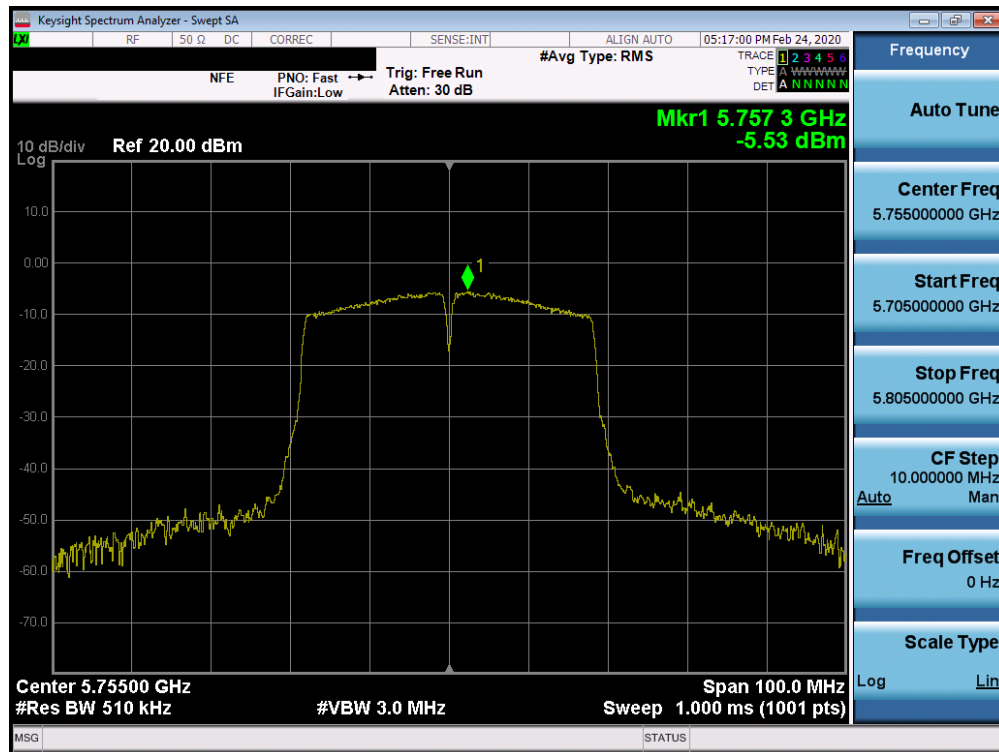 Keysight Spectrum Analyzer - Swept SA
LXI RF 50 Ω DC CORREC SENSE:INT ALIGN AUTO 05:17:00 PM Feb 24, 2020
NFE PNO: Fast Trig: Free Run #Avg Type: RMS TRACE 1 2 3 4 5 6
IFGain:Low Atten: 30 dB TYPE A WWWWW
DET A N N N N N
Mkr1 5.757 3 GHz
-5.53 dBm
10 dB/div Ref 20.00 dBm
Log
10.0
0.00
1
-10.0
-20.0
-30.0
-40.0
-50.0
-60.0
-70.0
Center 5.75500 GHz Span 100.0 MHz
#Res BW 510 kHz #VBW 3.0 MHz Sweep 1.000 ms (1001 pts)
MSG STATUS
Frequency
Auto Tune
Center Freq
5.755000000 GHz
Start Freq
5.705000000 GHz
Stop Freq
5.805000000 GHz
CF Step
10.000000 MHz
Auto Man
Freq Offset
0 Hz
Scale Type
Log Lin